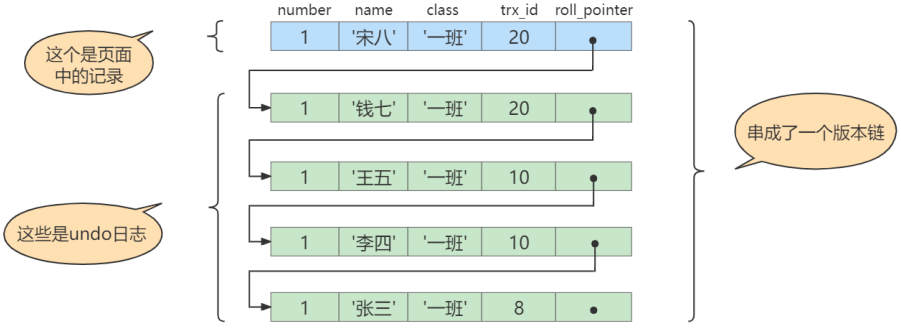 number name class trx_id roll_pointer
1 '宋八' '一班' 20
这个是页面
中的记录
1 '钱七' '一班' 20
串成了一个版本链
1 '王五' '一班' 10
这些是undo日志
1 '李四' '一班' 10
1 '张三' '一班' 8